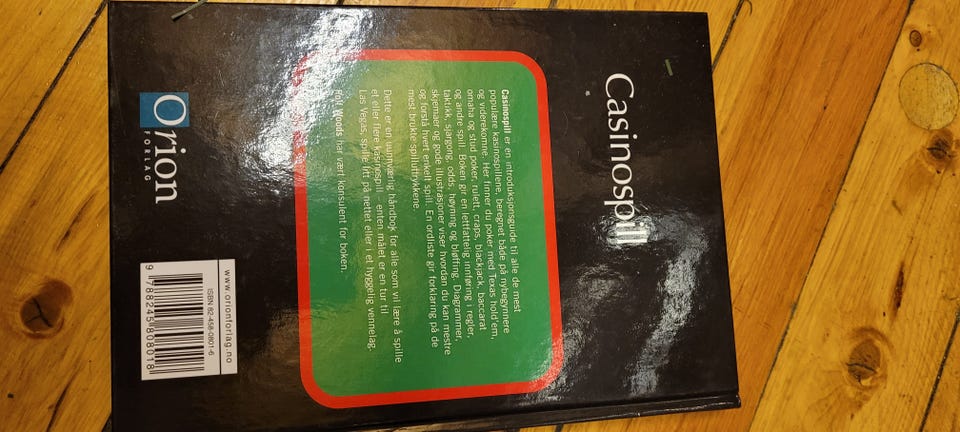 Casinospill
Casinospill er en introduksjonsguide til alle de mest
populære kasinospillene, beregnet både på nybegynnere
og viderekomne. Her finner du poker med Texas hold'em,
omaha og stud poker, rulett, craps, blackjack, baccarat
og andre spill. Boken gir en lettfattelig innføring i regler,
taktikk, sjargong, odds, høyning og bløffing. Diagrammer,
skjemaer og gode illustrasjoner viser hvordan du kan mestre
og forstå hvert enkelt spill. En ordliste gir forklaring på de
mest brukte spilluttrykkene.
Dette er en uunnværlig håndbok for alle som vil lære å spille
et eller flere kasinospill – enten målet er en tur til
Las Vegas, spille litt på nettet eller i et hyggelig vennelag.
Rolf Woods har vært konsulent for boken.
Orion
FORLAG
www.orionforlag.no
ISBN 82-458-0801-6
9 788245 808018